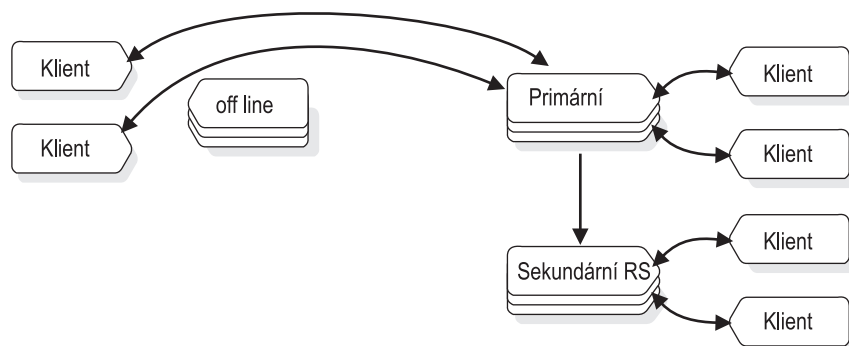 Klient
Klient
off line
Primární
Klient
Klient
Sekundární RS
Klient
Klient